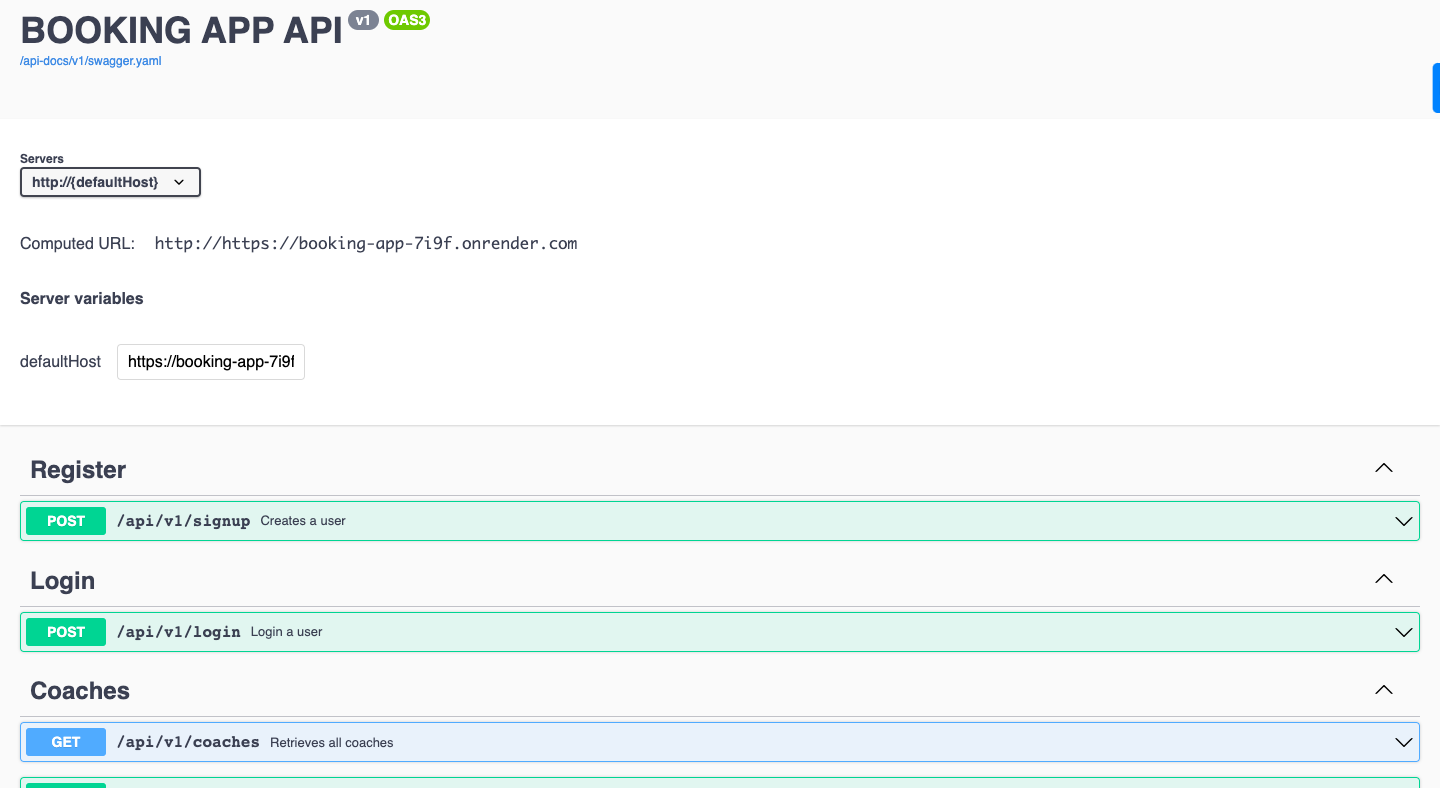 BOOKING APP API v1 OAS3
/api-docs/v1/swagger.yaml
Servers
http://{defaultHost}
Computed URL: http://https://booking-app-7i9f.onrender.com
Server variables
defaultHost https://booking-app-7i9f
Register
POST /api/v1/signup Creates a user
Login
POST /api/v1/login Login a user
Coaches
GET /api/v1/coaches Retrieves all coaches